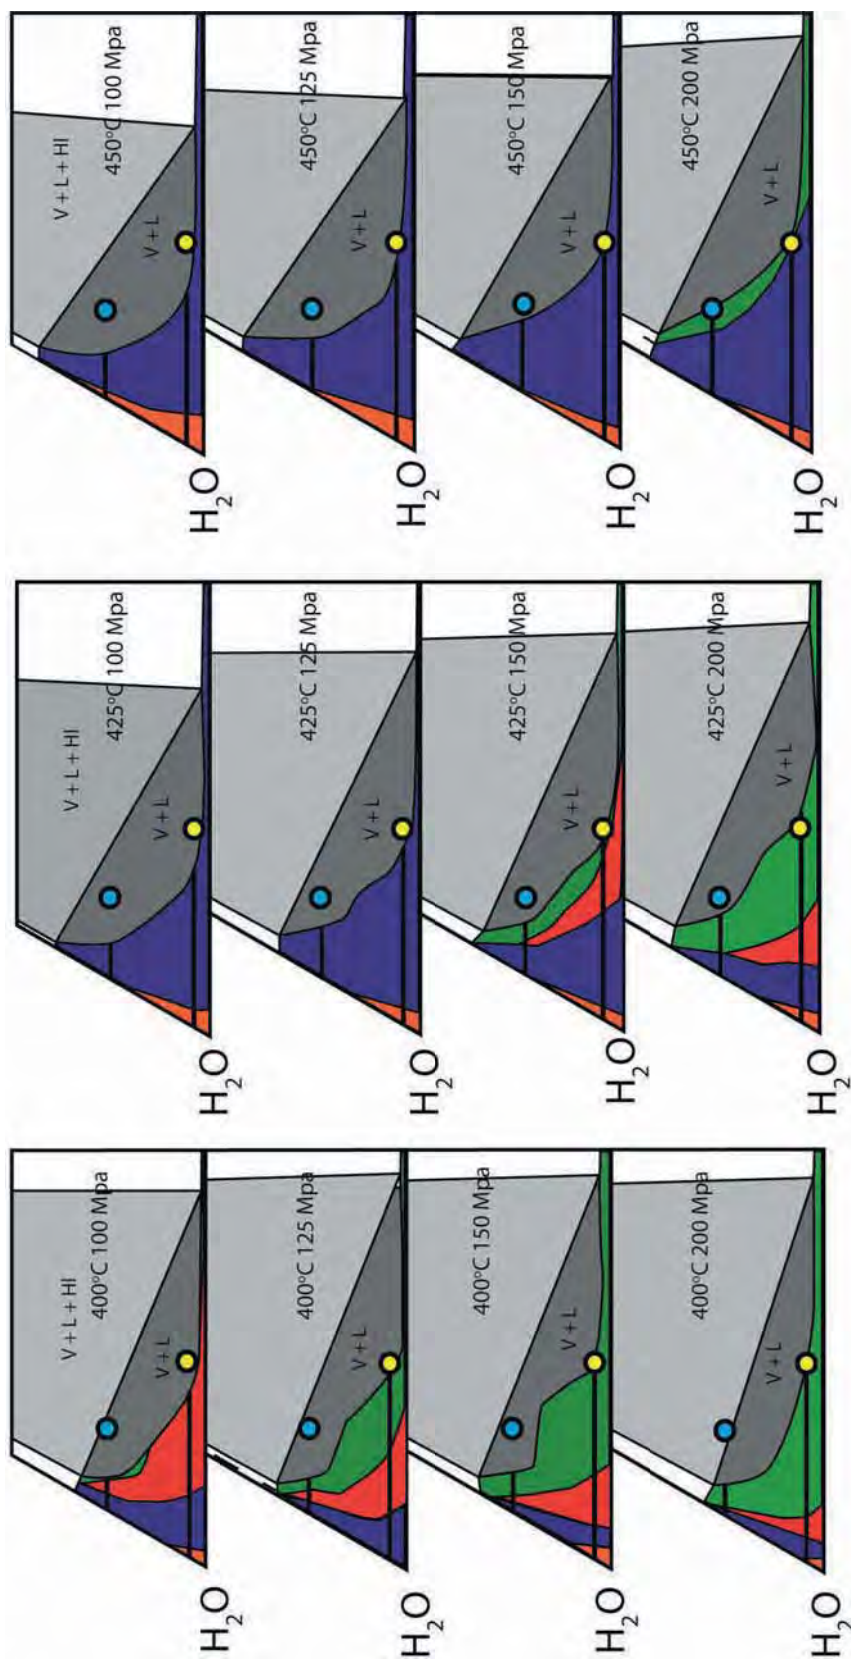 V + L + Hl
450°C 100 Mpa
V + L
H2O
450°C 125 Mpa
V + L
H2O
450°C 150 Mpa
V + L
H2O
450°C 200 Mpa
V + L
H2O
V + L + Hl
425°C 100 Mpa
V + L
H2O
425°C 125 Mpa
V + L
H2O
425°C 150 Mpa
V + L
H2O
425°C 200 Mpa
V + L
H2O
V + L + Hl
400°C 100 Mpa
V + L
H2O
400°C 125 Mpa
V + L
H2O
400°C 150 Mpa
V + L
H2O
400°C 200 Mpa
V + L
H2O